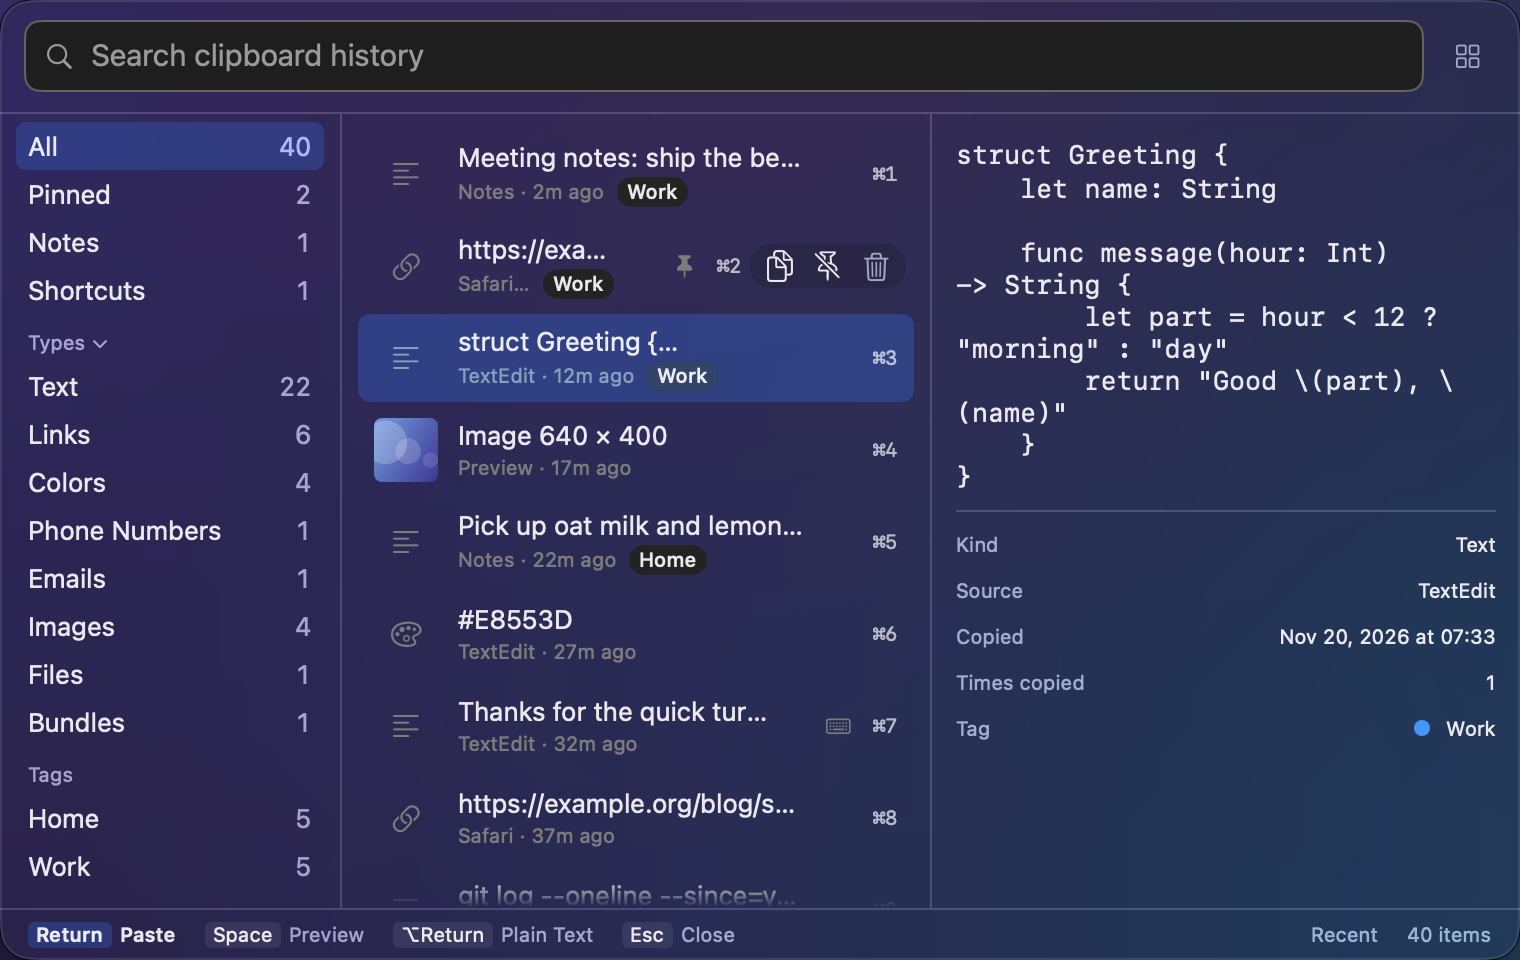 Search clipboard history
All 40
Pinned 2
Notes 1
Shortcuts 1
Types
Text 22
Links 6
Colors 4
Phone Numbers 1
Emails 1
Images 4
Files 1
Bundles 1
Tags
Home 5
Work 5
Meeting notes: ship the be... ⌘1
Notes · 2m ago Work
https://exa... ⌘2
Safari... Work
struct Greeting {... ⌘3
TextEdit · 12m ago Work
Image 640 × 400 ⌘4
Preview · 17m ago
Pick up oat milk and lemon... ⌘5
Notes · 22m ago Home
#E8553D ⌘6
TextEdit · 27m ago
Thanks for the quick tur... ⌘7
TextEdit · 32m ago
https://example.org/blog/s... ⌘8
Safari · 37m ago
git log --oneline --since=v...
struct Greeting {
    let name: String

    func message(hour: Int)
-> String {
        let part = hour < 12 ?
"morning" : "day"
        return "Good \(part), \
(name)"
    }
}
Kind Text
Source TextEdit
Copied Nov 20, 2026 at 07:33
Times copied 1
Tag Work
Return Paste Space Preview ⌥Return Plain Text Esc Close Recent 40 items